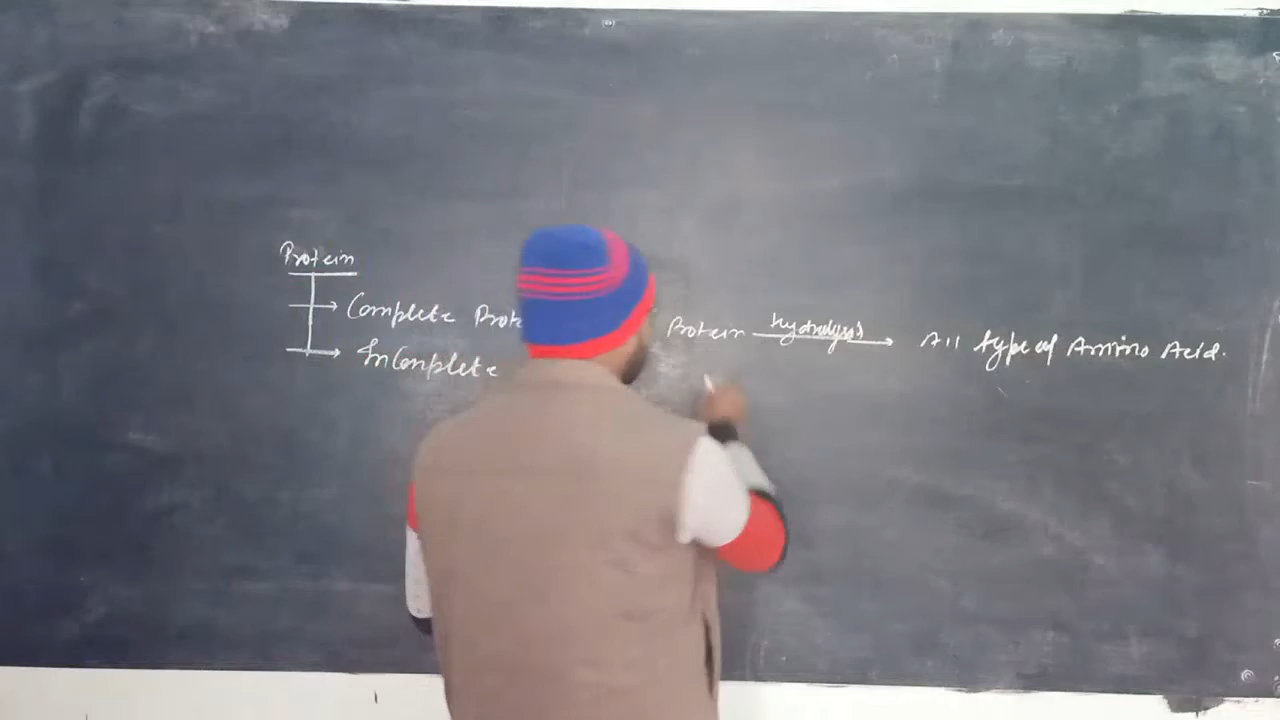 Protein
Complete Prot
InComplete
Protein hydrolysis All type of Amino Acid.